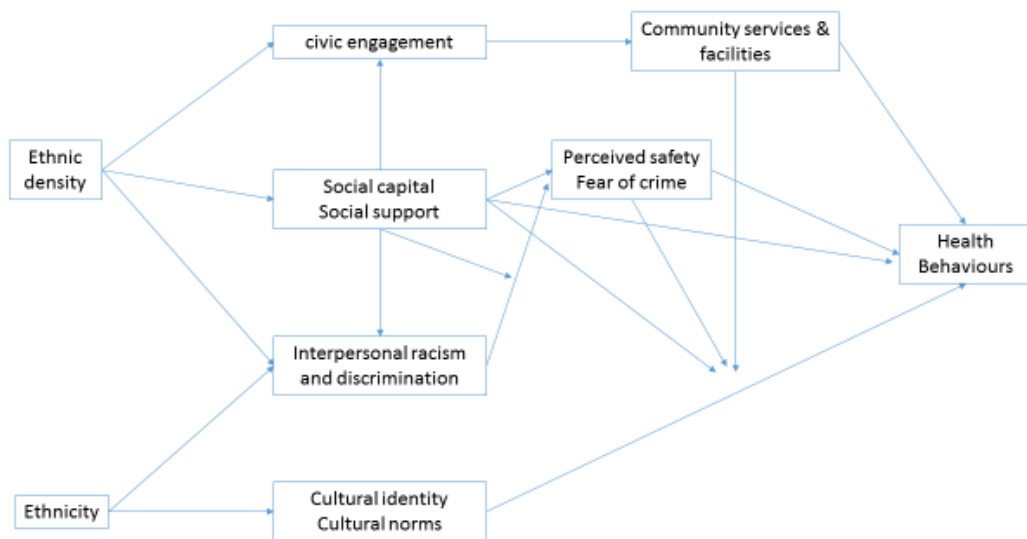 civic engagement
Community services &
facilities
Ethnic
density
Perceived safety
Fear of crime
Social capital
Social support
Health
Behaviours
Interpersonal racism
and discrimination
Ethnicity
Cultural identity
Cultural norms